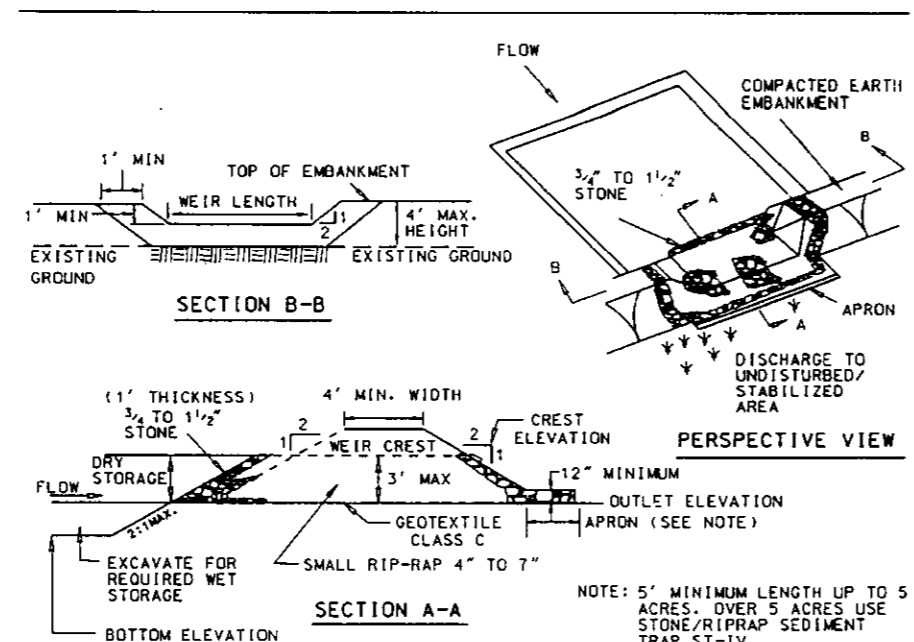 FLOW
COMPACTED EARTH
EMBANKMENT
B
3/4" TO 1 1/2"
STONE
A
B
A
APRON
DISCHARGE TO
UNDISTURBED/
STABILIZED
AREA
PERSPECTIVE VIEW
1' MIN
TOP OF EMBANKMENT
WEIR LENGTH
1' MIN
1
2
4' MAX.
HEIGHT
EXISTING
GROUND
EXISTING GROUND
SECTION B-B
(1' THICKNESS)
3/4 TO 1 1/2"
STONE
4' MIN. WIDTH
2
1
WEIR CREST
2
1
CREST
ELEVATION
DRY
STORAGE
3' MAX
12" MINIMUM
FLOW
OUTLET ELEVATION
2:1 MAX.
GEOTEXTILE
CLASS C
APRON (SEE NOTE)
EXCAVATE FOR
REQUIRED WET
STORAGE
SMALL RIP-RAP 4" TO 7"
SECTION A-A
BOTTOM ELEVATION
NOTE: 5' MINIMUM LENGTH UP TO 5
ACRES. OVER 5 ACRES USE
STONE/RIPRAP SEDIMENT
TRAP ST-IV